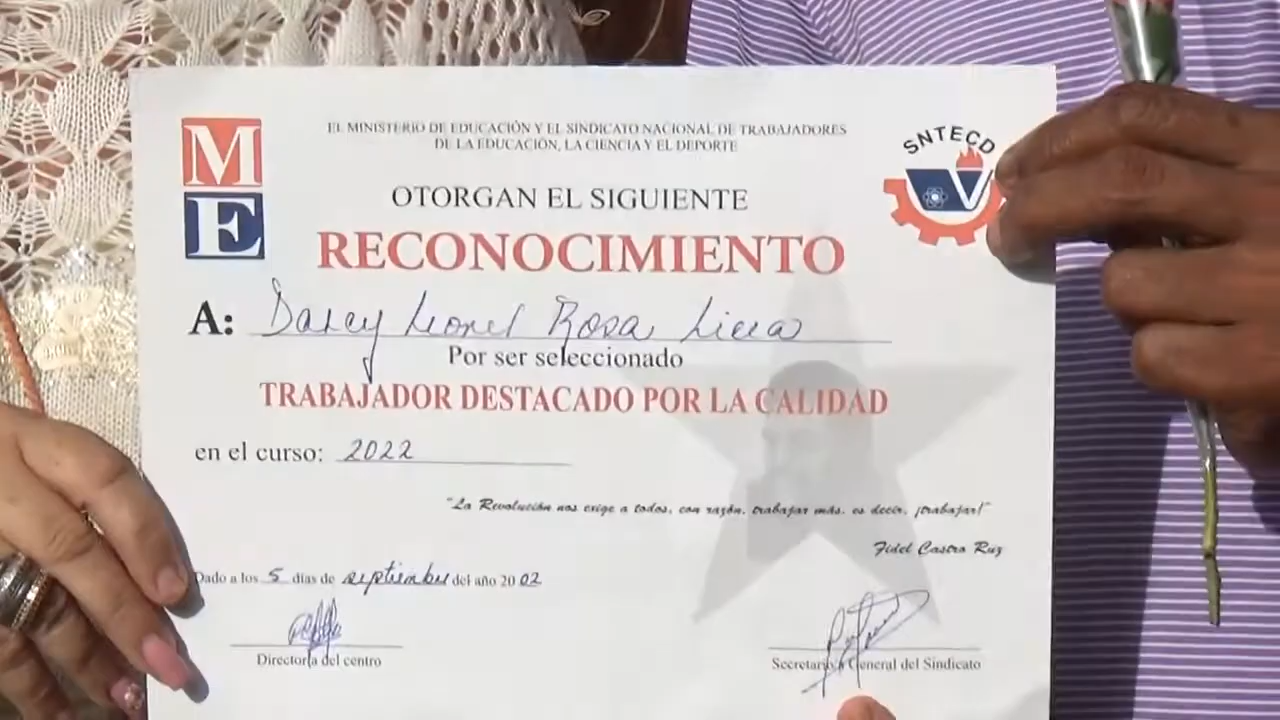 ME
SNTECD
EL MINISTERIO DE EDUCACIÓN Y EL SINDICATO NACIONAL DE TRABAJADORES
DE LA EDUCACIÓN, LA CIENCIA Y EL DEPORTE
OTORGAN EL SIGUIENTE
RECONOCIMIENTO
A: Darcy Leonel Rosa
Por ser seleccionado
TRABAJADOR DESTACADO POR LA CALIDAD
en el curso: 2022
"La Revolución nos exige a todos, con razón, trabajar más, es decir, ¡trabajar!"
Fidel Castro Ruz
Dado a los 5 días de septiembre del año 2002
Director/a del centro
Secretario/a General del Sindicato